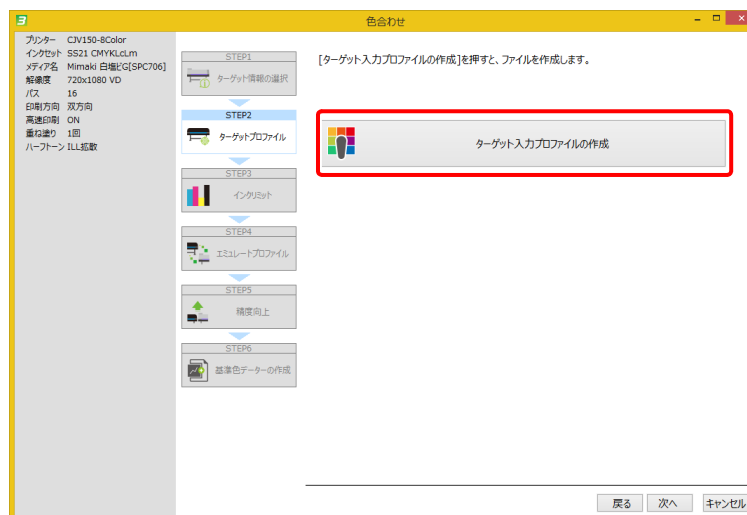 色合わせ
プリンター CJV150-8Color
インクセット SS21 CMYKLcLm
メディア名 Mimaki 白塩ビG[SPC706]
解像度 720x1080 VD
パス 16
印刷方向 双方向
高速印刷 ON
重ね塗り 1回
ハーフトーン ILL拡散
STEP1
ターゲット情報の選択
STEP2
ターゲットプロファイル
STEP3
インクリミット
STEP4
エミュレートプロファイル
STEP5
精度向上
STEP6
基準色データーの作成
[ターゲット入力プロファイルの作成]を押すと、ファイルを作成します。
ターゲット入力プロファイルの作成
戻る 次へ キャンセル